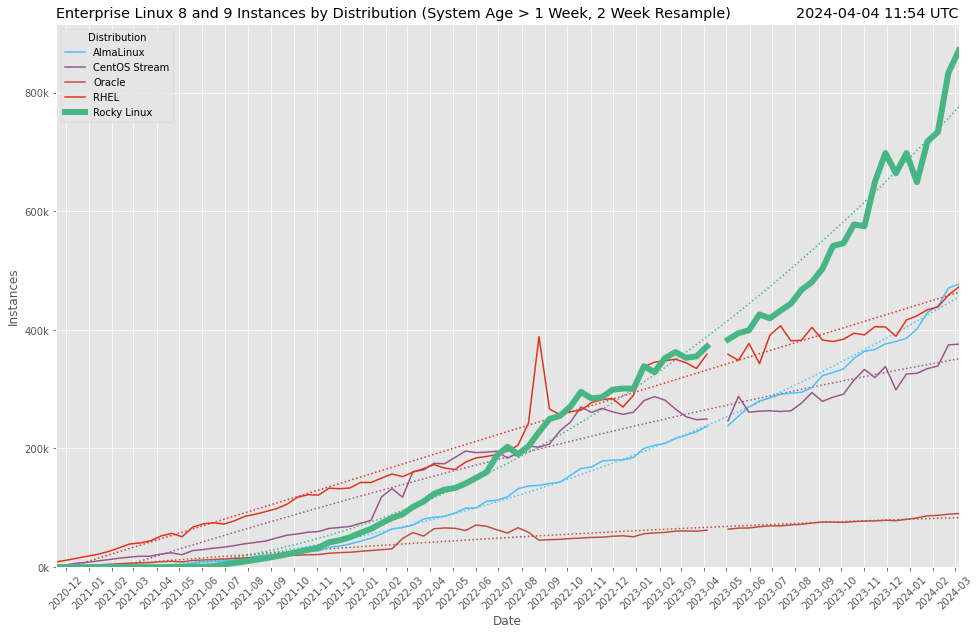 Enterprise Linux 8 and 9 Instances by Distribution (System Age > 1 Week, 2 Week Resample)
2024-04-04 11:54 UTC
Distribution
AlmaLinux
CentOS Stream
Oracle
RHEL
Rocky Linux
800k
600k
400k
200k
0k
Instances
2020-12
2021-01
2021-02
2021-03
2021-04
2021-05
2021-06
2021-07
2021-08
2021-09
2021-10
2021-11
2021-12
2022-01
2022-02
2022-03
2022-04
2022-05
2022-06
2022-07
2022-08
2022-09
2022-10
2022-11
2022-12
2023-01
2023-02
2023-03
2023-04
2023-05
2023-06
2023-07
2023-08
2023-09
2023-10
2023-11
2023-12
2024-01
2024-02
2024-03
Date